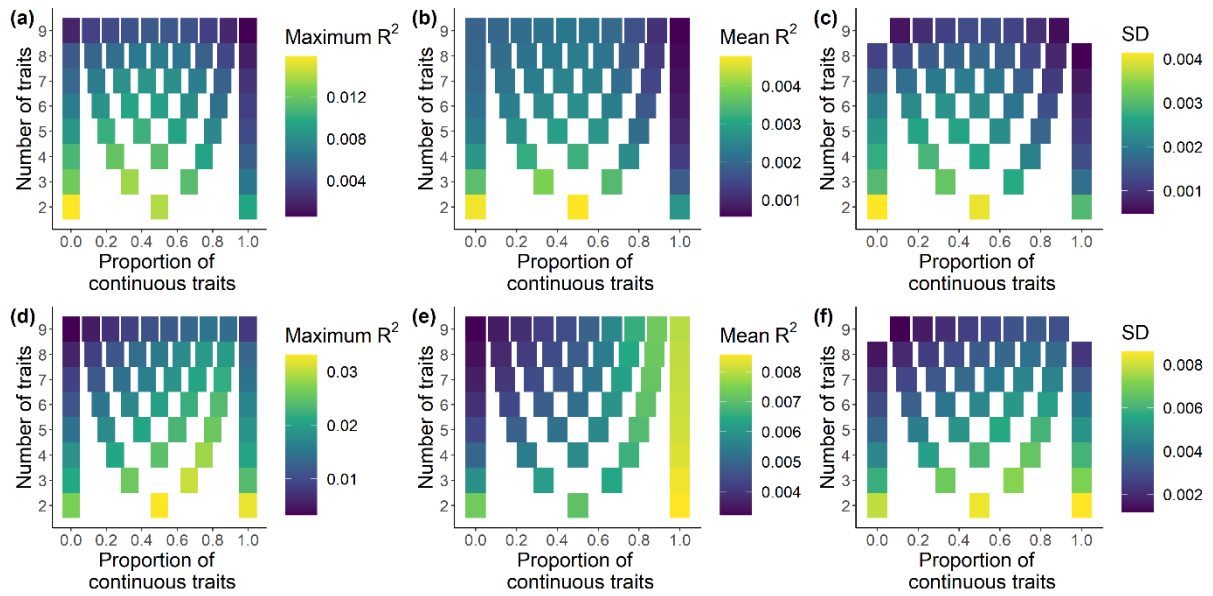 (a)
Number of traits
9
8
7
6
5
4
3
2
0.0 0.2 0.4 0.6 0.8 1.0
Proportion of
continuous traits
Maximum R²
0.012
0.008
0.004
(b)
Number of traits
9
8
7
6
5
4
3
2
0.0 0.2 0.4 0.6 0.8 1.0
Proportion of
continuous traits
Mean R²
0.004
0.003
0.002
0.001
(c)
Number of traits
9
8
7
6
5
4
3
2
0.0 0.2 0.4 0.6 0.8 1.0
Proportion of
continuous traits
SD
0.004
0.003
0.002
0.001
(d)
Number of traits
9
8
7
6
5
4
3
2
0.0 0.2 0.4 0.6 0.8 1.0
Proportion of
continuous traits
Maximum R²
0.03
0.02
0.01
(e)
Number of traits
9
8
7
6
5
4
3
2
0.0 0.2 0.4 0.6 0.8 1.0
Proportion of
continuous traits
Mean R²
0.008
0.007
0.006
0.005
0.004
(f)
Number of traits
9
8
7
6
5
4
3
2
0.0 0.2 0.4 0.6 0.8 1.0
Proportion of
continuous traits
SD
0.008
0.006
0.004
0.002